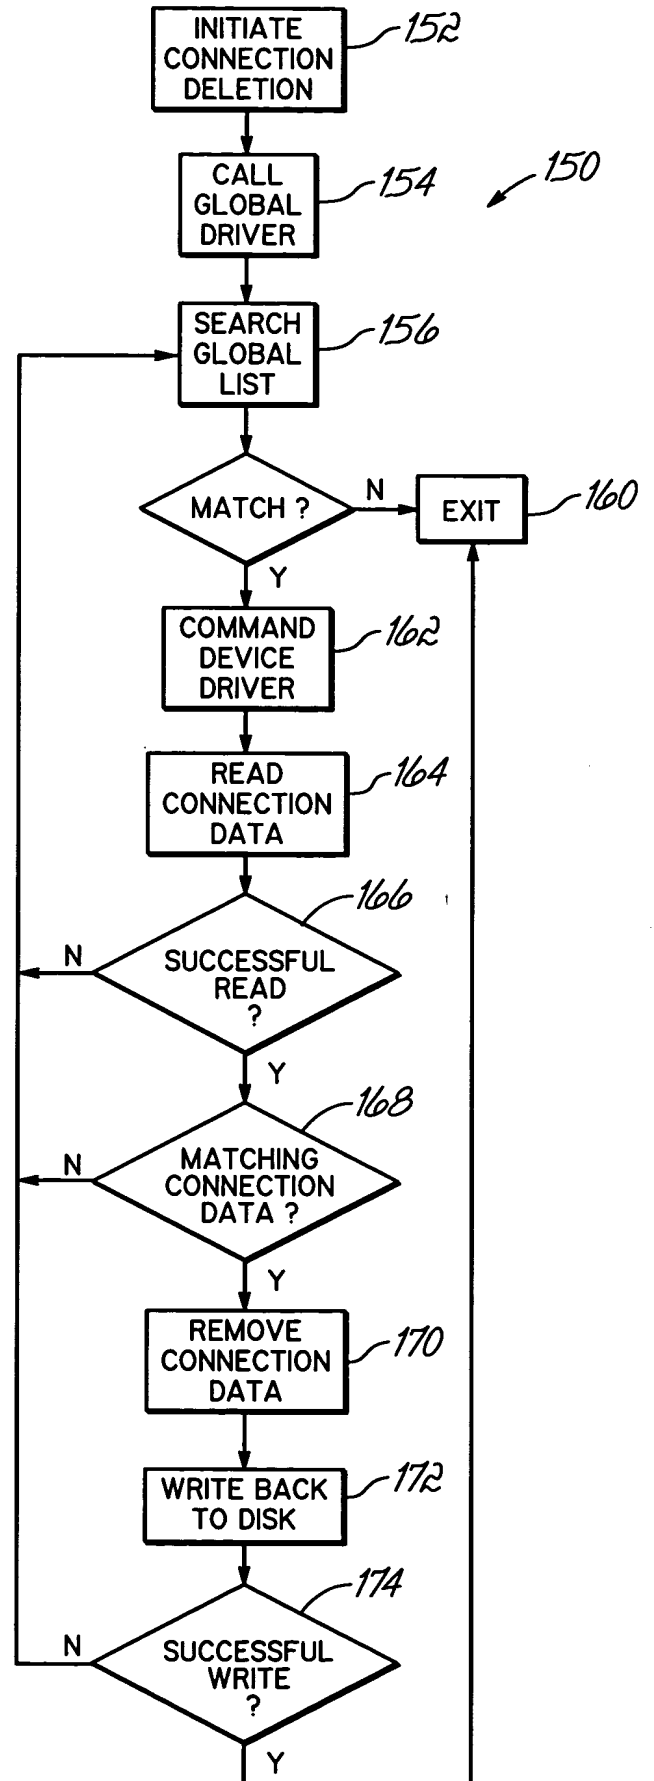 INITIATE
CONNECTION
DELETION
152
CALL
GLOBAL
DRIVER
154
150
SEARCH
GLOBAL
LIST
156
MATCH ?
N
EXIT
160
Y
COMMAND
DEVICE
DRIVER
162
READ
CONNECTION
DATA
164
166
SUCCESSFUL
READ
?
N
Y
168
MATCHING
CONNECTION
DATA ?
N
Y
REMOVE
CONNECTION
DATA
170
WRITE BACK
TO DISK
172
174
SUCCESSFUL
WRITE
?
N
Y